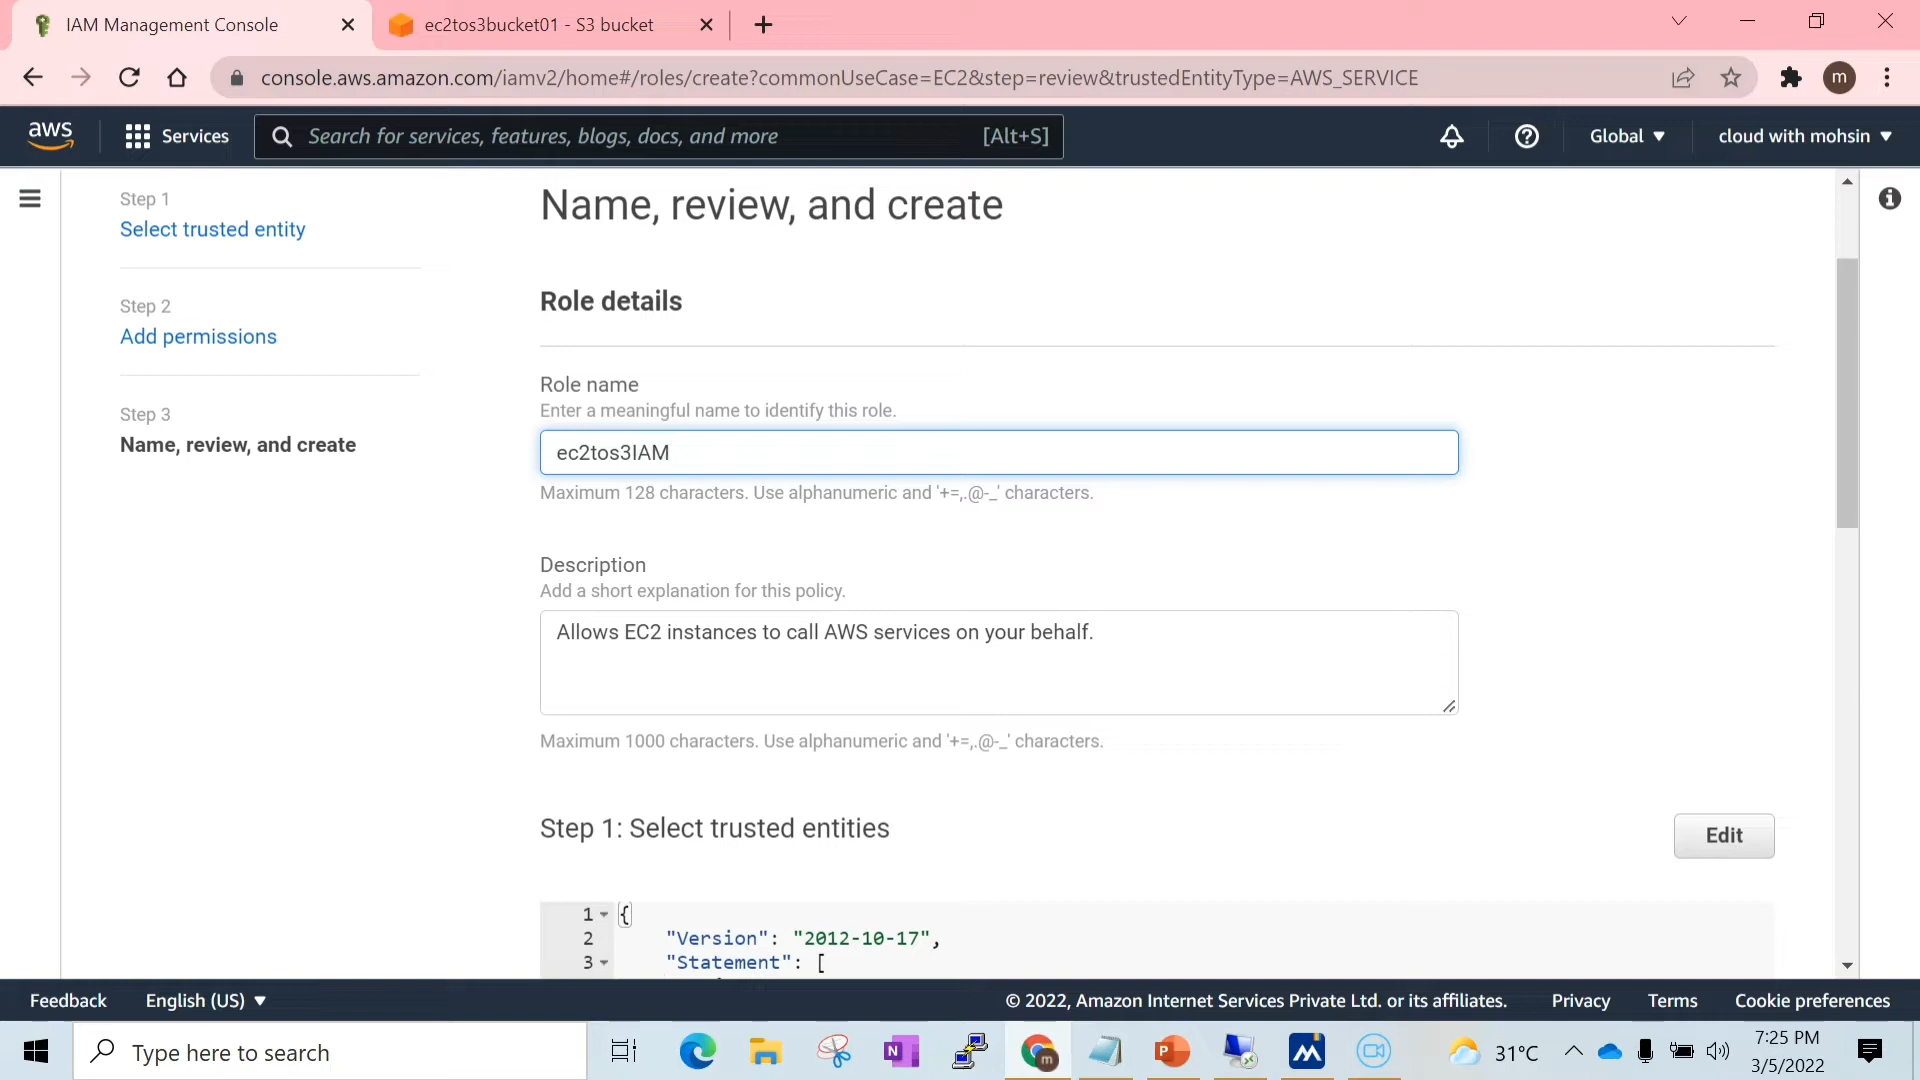 IAM Management Console
ec2tos3bucket01 - S3 bucket
console.aws.amazon.com/iamv2/home#/roles/create?commonUseCase=EC2&step=review&trustedEntityType=AWS_SERVICE
m
aws
Services
Search for services, features, blogs, docs, and more
[Alt+S]
Global
cloud with mohsin
Step 1
Select trusted entity
Step 2
Add permissions
Step 3
Name, review, and create
Name, review, and create
Role details
Role name
Enter a meaningful name to identify this role.
ec2tos3IAM
Maximum 128 characters. Use alphanumeric and '+=,.@-_' characters.
Description
Add a short explanation for this policy.
Allows EC2 instances to call AWS services on your behalf.
Maximum 1000 characters. Use alphanumeric and '+=,.@-_' characters.
Step 1: Select trusted entities
Edit
1 {
2 "Version": "2012-10-17",
3 "Statement": [
Feedback
English (US)
© 2022, Amazon Internet Services Private Ltd. or its affiliates.
Privacy
Terms
Cookie preferences
Type here to search
31°C
7:25 PM
3/5/2022